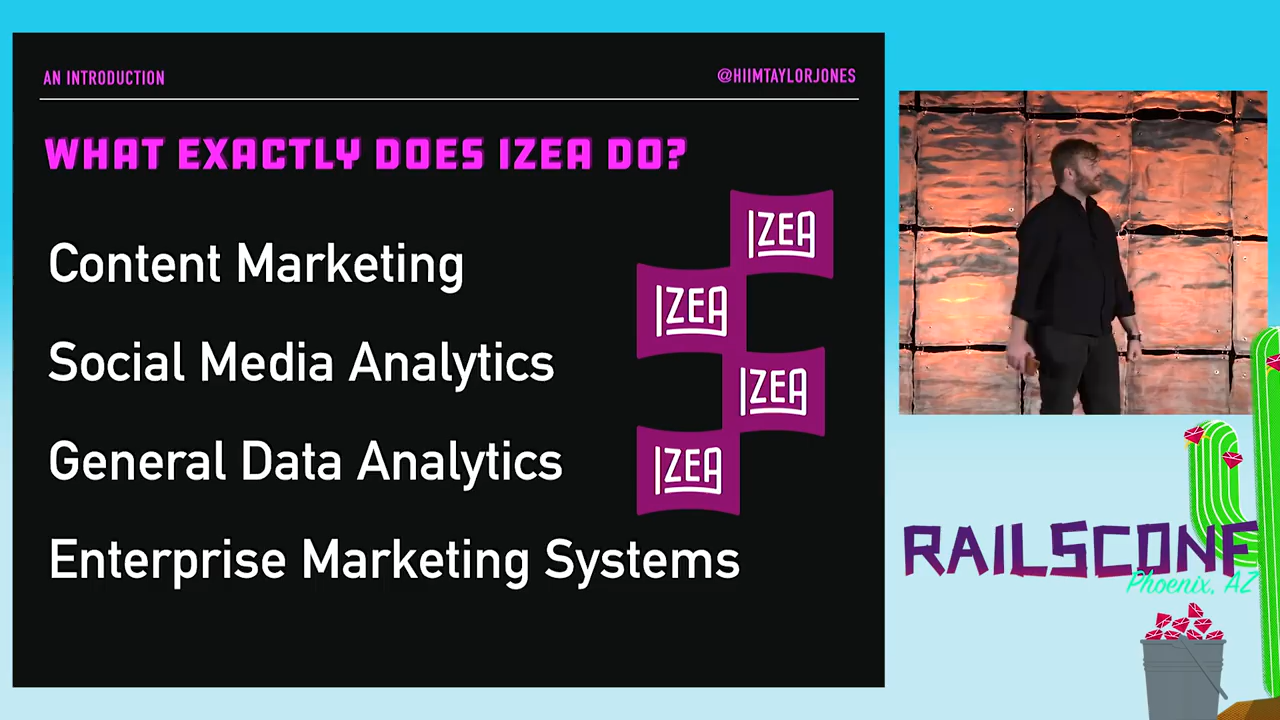 AN INTRODUCTION
@HIIMTAYLORJONES
WHAT EXACTLY DOES IZEA DO?
Content Marketing
Social Media Analytics
General Data Analytics
Enterprise Marketing Systems
IZEA
IZEA
IZEA
IZEA
RAILSCONF
Phoenix, AZ